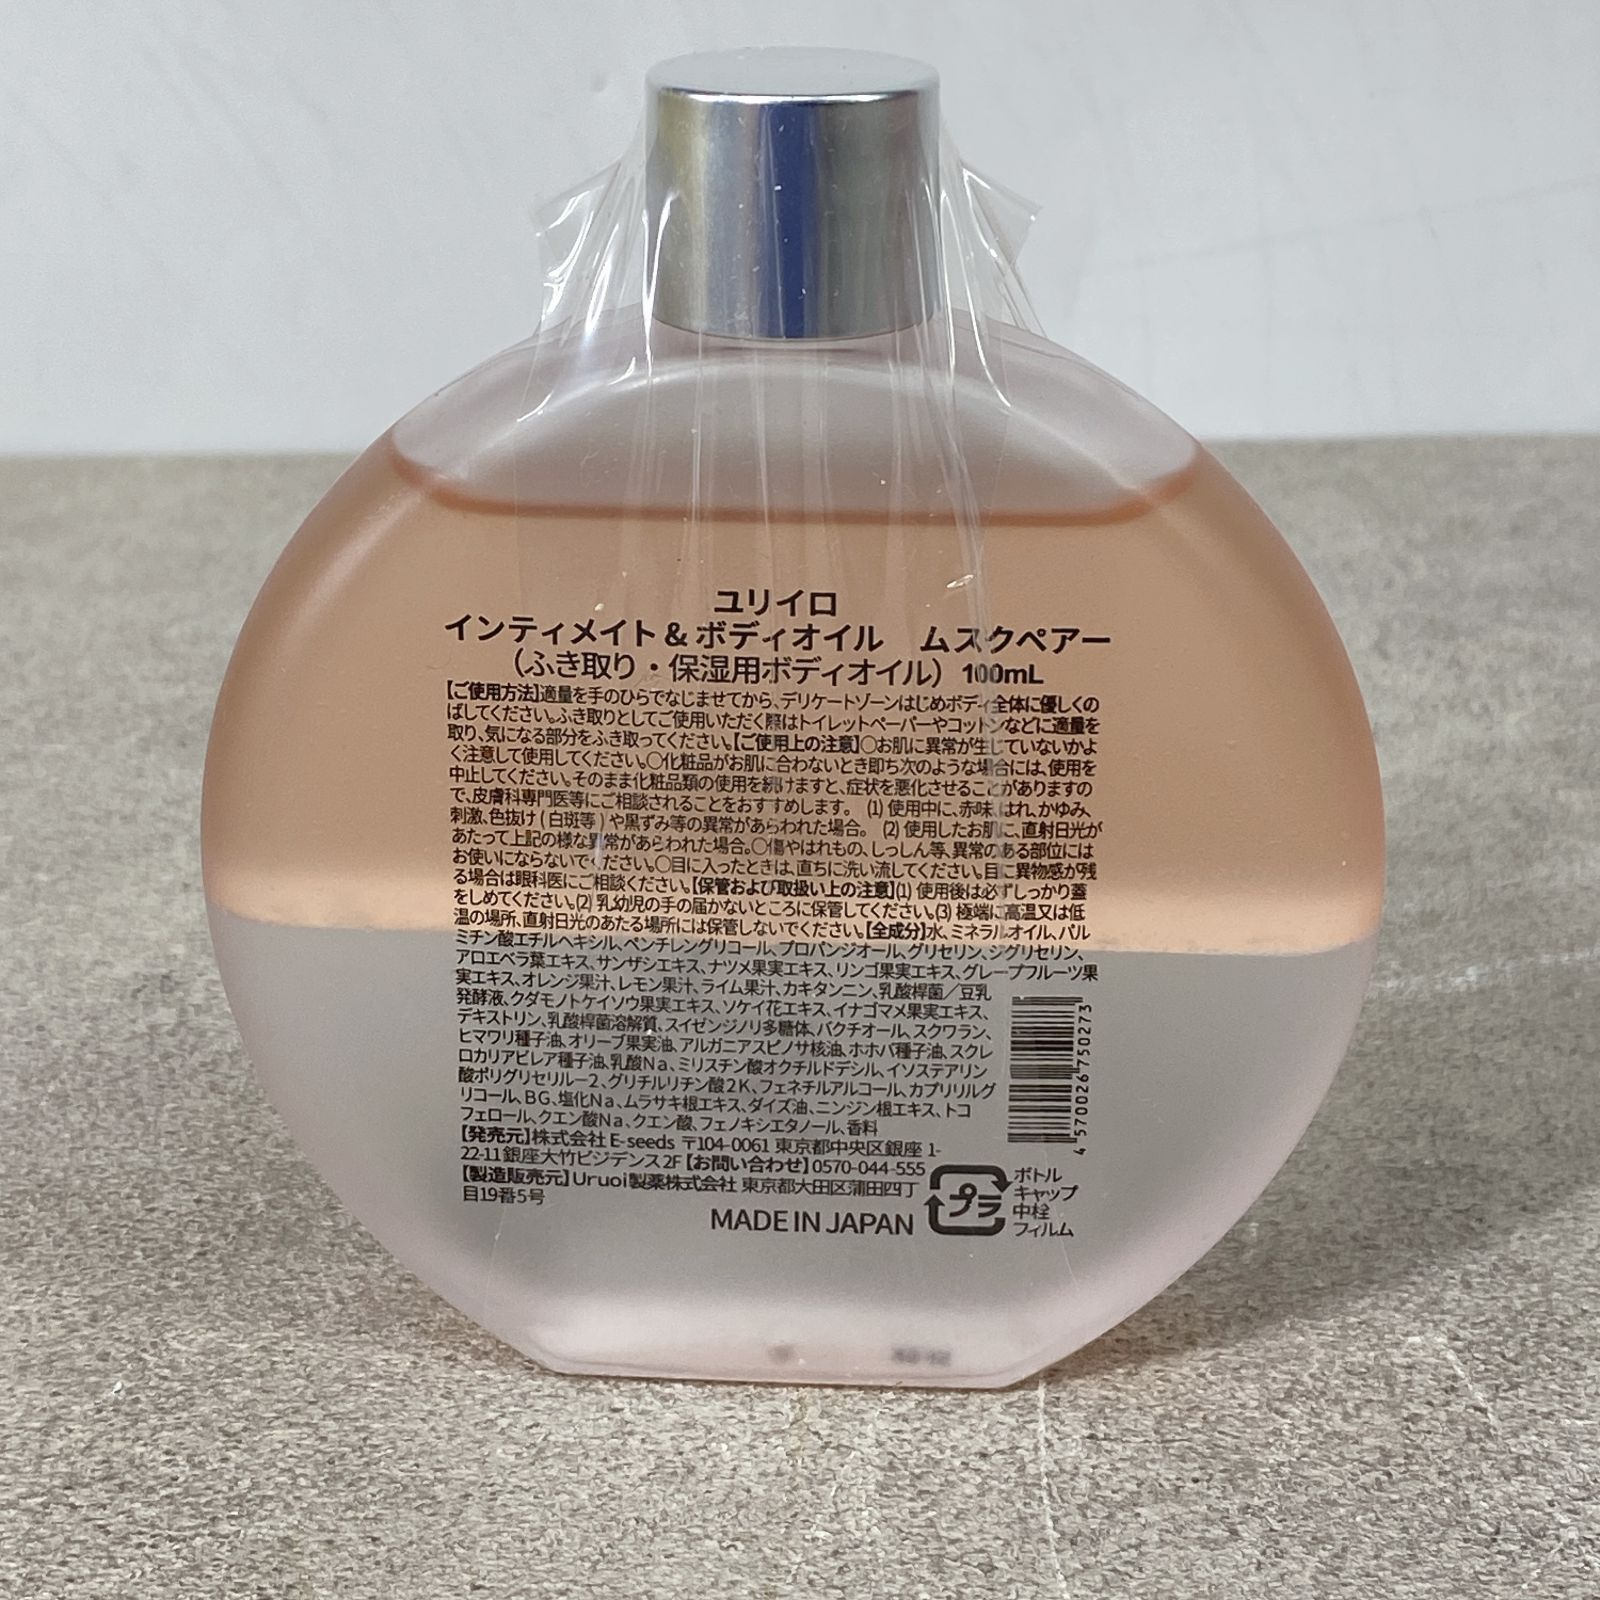 ユリイロ
インティメイト & ボディオイル　ムスクペアー
（ふき取り・保湿用ボディオイル）100mL
【ご使用方法】適量を手のひらでなじませてから、デリケートゾーンはじめボディ全体に優しくの
ばしてください。ふき取りとしてご使用いただく際はトイレットペーパーやコットンなどに適量を
取り、気になる部分をふき取ってください。【ご使用上の注意】○お肌に異常が生じていないかよ
く注意して使用してください。○化粧品がお肌に合わないとき即ち次のような場合には、使用を
中止してください。そのまま化粧品類の使用を続けますと、症状を悪化させることがありますの
で、皮膚科専門医等にご相談されることをおすすめします。 (1) 使用中に、赤味、はれ、かゆみ、
刺激、色抜け ( 白斑等 ) や黒ずみ等の異常があらわれた場合。 (2) 使用したお肌に、直射日光が
あたって上記の様な異常があらわれた場合。○傷やはれもの、しっしん等、異常のある部位には
お使いにならないでください。○目に入ったときは、直ちに洗い流してください。目に異物感が残
る場合は眼科医にご相談ください。【保管および取扱い上の注意】(1) 使用後は必ずしっかり蓋
をしめてください。(2) 乳幼児の手の届かないところに保管してください。(3) 極端に高温又は低
温の場所、直射日光のあたる場所には保管しないでください。【全成分】水、ミネラルオイル、パル
ミチン酸エチルヘキシル、ペンチレングリコール、プロパンジオール、グリセリン、ジグリセリン、
アロエベラ葉エキス、サンザシエキス、ナツメ果実エキス、リンゴ果実エキス、グレープフルーツ果
実エキス、オレンジ果汁、レモン果汁、ライム果汁、カキタンニン、乳酸桿菌／豆乳
発酵液、クダモノトケイソウ果実エキス、ソケイ花エキス、イナゴマメ果実エキス、
デキストリン、乳酸桿菌溶解質、スイゼンジノリ多糖体、バクチオール、スクワラン、
ヒマワリ種子油、オリーブ果実油、アルガニアスピノサ核油、ホホバ種子油、スクレ
ロカリアビレア種子油、乳酸Ｎａ、ミリスチン酸オクチルドデシル、イソステアリン
酸ポリグリセリル－２、グリチルリチン酸２Ｋ、フェネチルアルコール、カプリリルグ
リコール、ＢＧ、塩化Ｎａ、ムラサキ根エキス、ダイズ油、ニンジン根エキス、トコ
フェロール、クエン酸Ｎａ、クエン酸、フェノキシエタノール、香料
【発売元】株式会社 E-seeds 〒104-0061 東京都中央区銀座 1-
22-11 銀座大竹ビジデンス 2F【お問い合わせ】0570-044-555
【製造販売元】Uruoi製薬株式会社 東京都大田区蒲田四丁
目19番5号
MADE IN JAPAN
プラ
ボトル
キャップ
中栓
フィルム
4 570026 750273